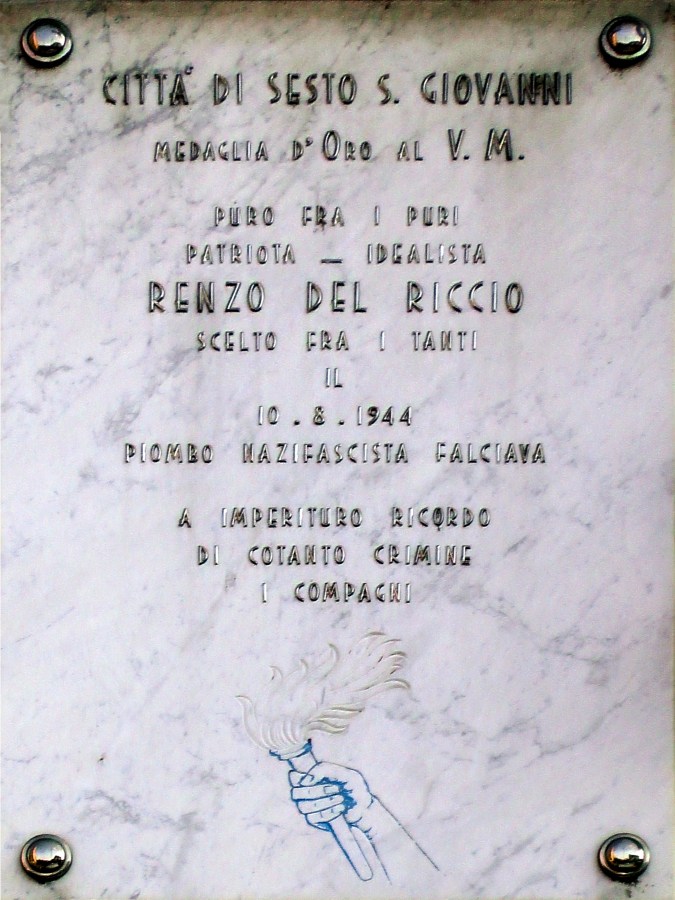 CITTA' DI SESTO S. GIOVANNI
MEDAGLIA D'ORO AL V. M.
PURO FRA I PURI
PATRIOTA – IDEALISTA
RENZO DEL RICCIO
SCELTO FRA I TANTI
IL
10.8.1944
PIOMBO NAZIFASCISTA FALCIAVA
A IMPERITURO RICORDO
DI COTANTO CRIMINE
I COMPAGNI